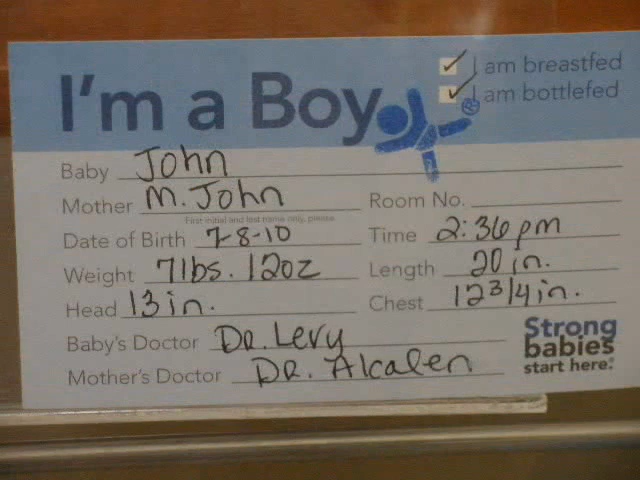 I'm a Boy
✓ I am breastfed
✓ I am bottlefed
Baby John
Mother M. John
First initial and last name only, please
Room No.
Date of Birth 7-8-10
Time 2:36 pm
Weight 7lbs. 12oz
Length 20 in.
Head 13 in.
Chest 12 3/4 in.
Baby's Doctor DR. Levy
Mother's Doctor DR. Alcalen
Strong
babies
start here.